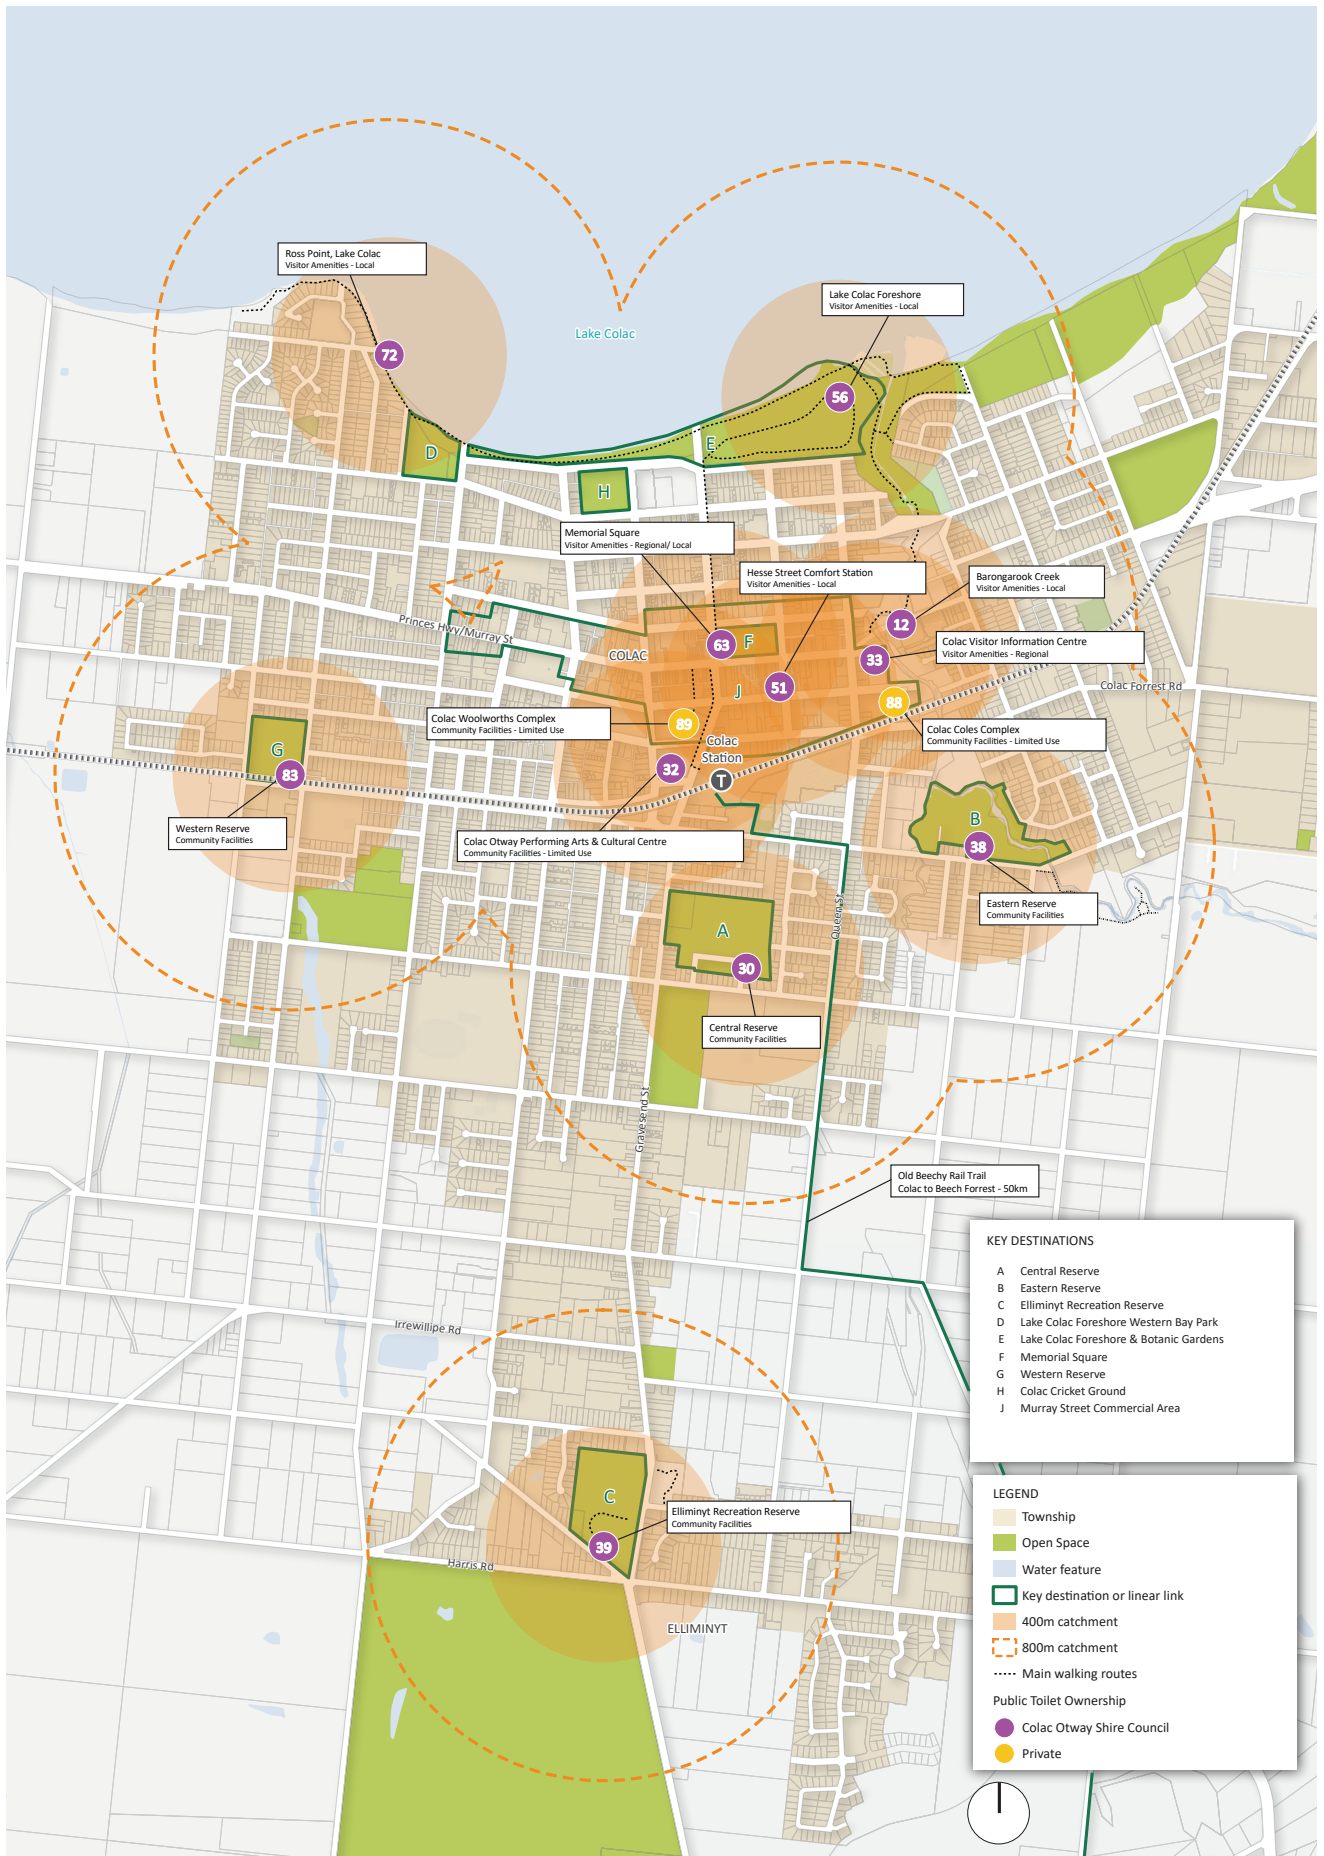 Ross Point, Lake Colac
Visitor Amenities - Local
72
Lake Colac Foreshore
Visitor Amenities - Local
Lake Colac
56
D
E
H
Memorial Square
Visitor Amenities - Regional/ Local
Hesse Street Comfort Station
Visitor Amenities - Local
Barongarook Creek
Visitor Amenities - Local
12
Princes Hwy/Murray St
COLAC
63
F
33
Colac Visitor Information Centre
Visitor Amenities - Regional
J
51
88
Colac Forrest Rd
Colac Woolworths Complex
Community Facilities - Limited Use
89
Colac Coles Complex
Community Facilities - Limited Use
Colac
Station
T
32
G
83
Western Reserve
Community Facilities
Colac Otway Performing Arts & Cultural Centre
Community Facilities - Limited Use
B
38
Eastern Reserve
Community Facilities
Queen St
A
30
Central Reserve
Community Facilities
Gravesend St
Old Beechy Rail Trail
Colac to Beech Forrest - 50km
Irrewillipe Rd
C
39
Elliminyt Recreation Reserve
Community Facilities
Harris Rd
ELLIMINYT
KEY DESTINATIONS
A Central Reserve
B Eastern Reserve
C Elliminyt Recreation Reserve
D Lake Colac Foreshore Western Bay Park
E Lake Colac Foreshore & Botanic Gardens
F Memorial Square
G Western Reserve
H Colac Cricket Ground
J Murray Street Commercial Area
LEGEND
Township
Open Space
Water feature
Key destination or linear link
400m catchment
800m catchment
Main walking routes
Public Toilet Ownership
Colac Otway Shire Council
Private